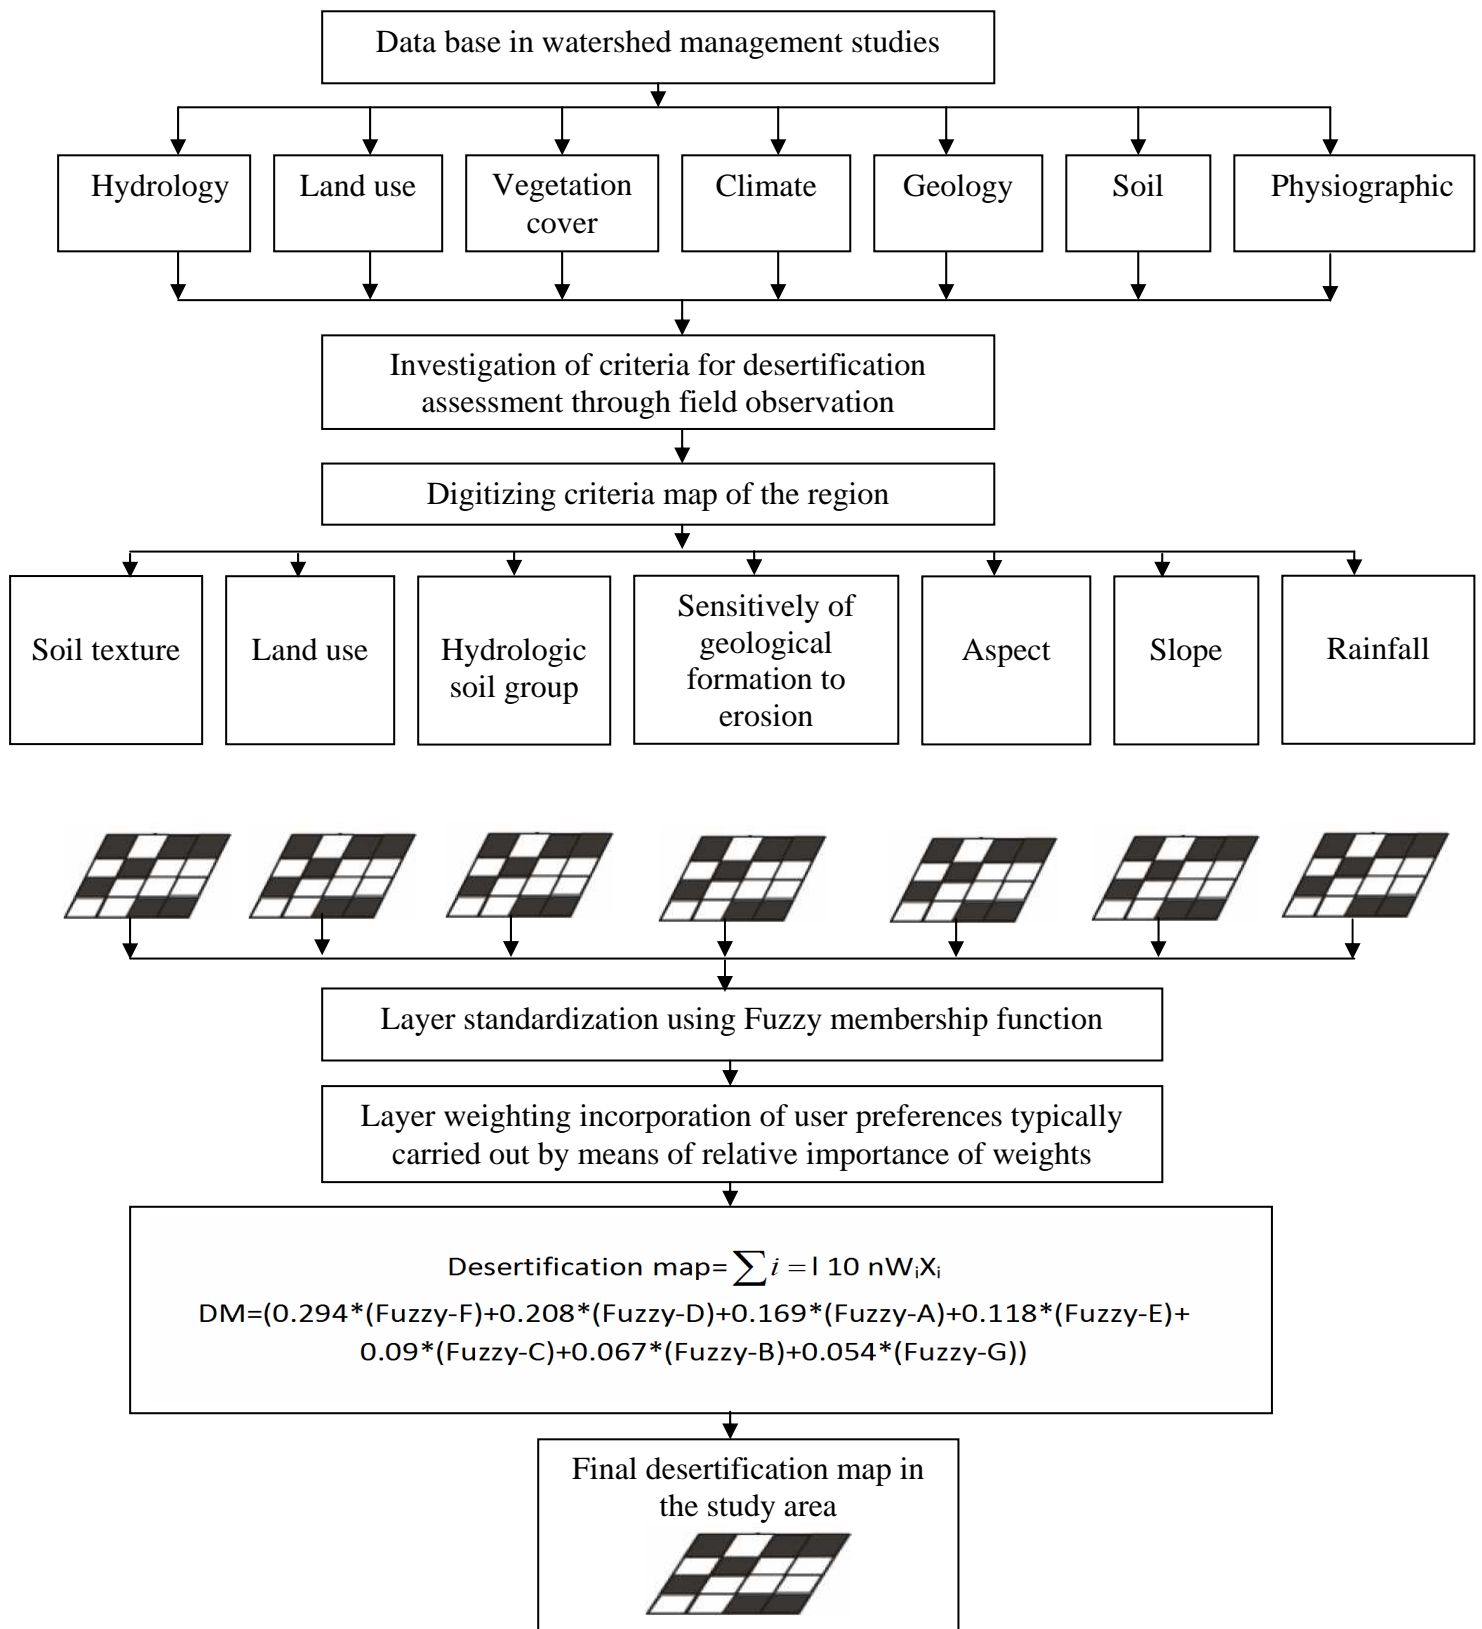 Data base in watershed management studies
Hydrology
Land use
Vegetation
cover
Climate
Geology
Soil
Physiographic
Investigation of criteria for desertification
assessment through field observation
Digitizing criteria map of the region
Soil texture
Land use
Hydrologic
soil group
Sensitively of
geological
formation to
erosion
Aspect
Slope
Rainfall
Layer standardization using Fuzzy membership function
Layer weighting incorporation of user preferences typically
carried out by means of relative importance of weights
Desertification map=∑i=l 10 nWᵢXᵢ
DM=(0.294*(Fuzzy-F)+0.208*(Fuzzy-D)+0.169*(Fuzzy-A)+0.118*(Fuzzy-E)+
0.09*(Fuzzy-C)+0.067*(Fuzzy-B)+0.054*(Fuzzy-G))
Final desertification map in
the study area